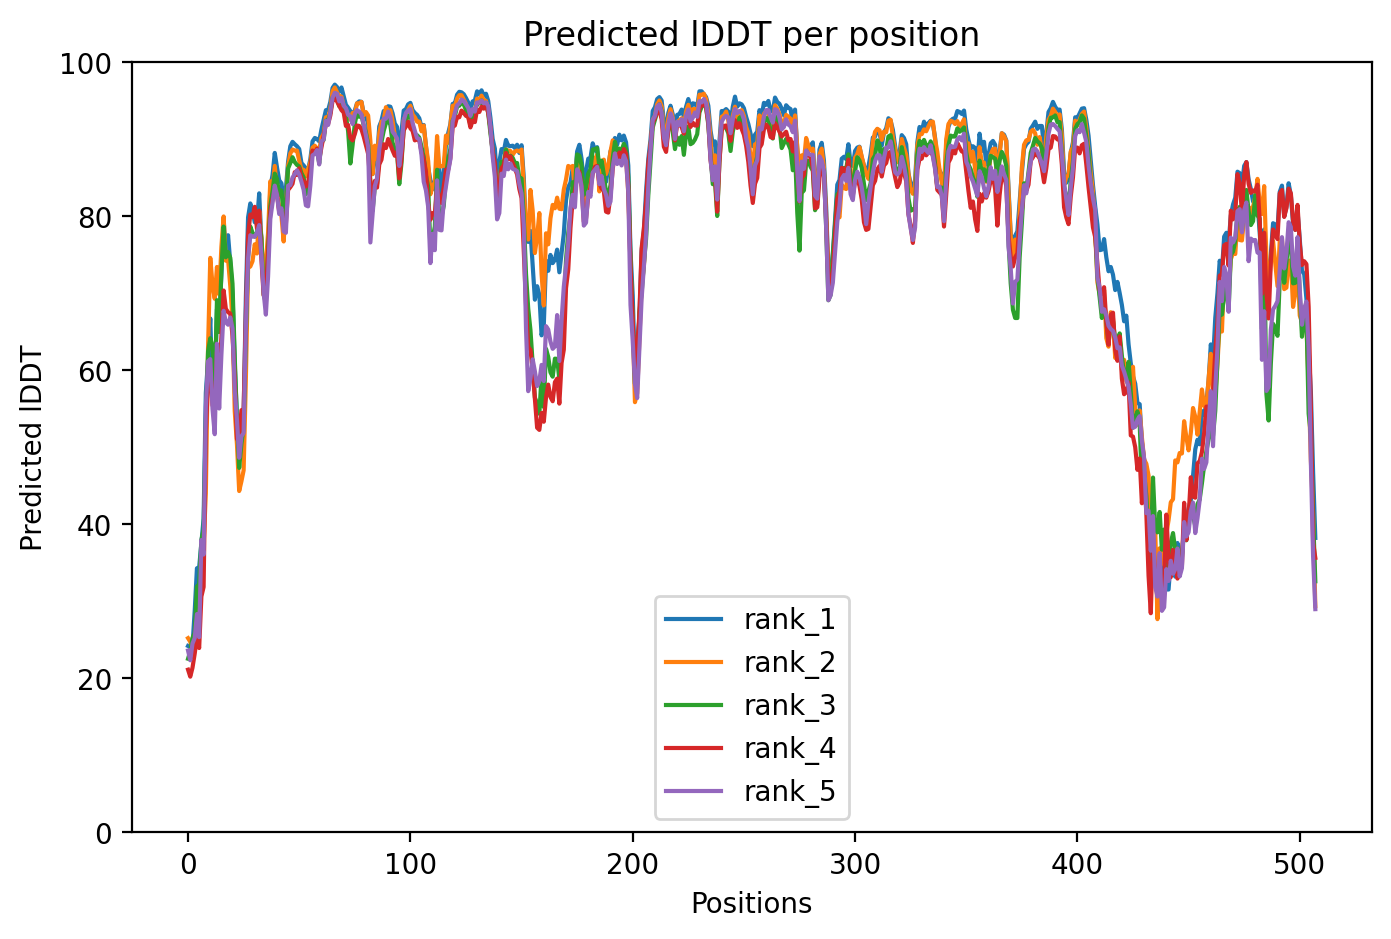 Predicted lDDT per position
100
80
60
40
20
0
Predicted lDDT
0 100 200 300 400 500
Positions
rank_1
rank_2
rank_3
rank_4
rank_5